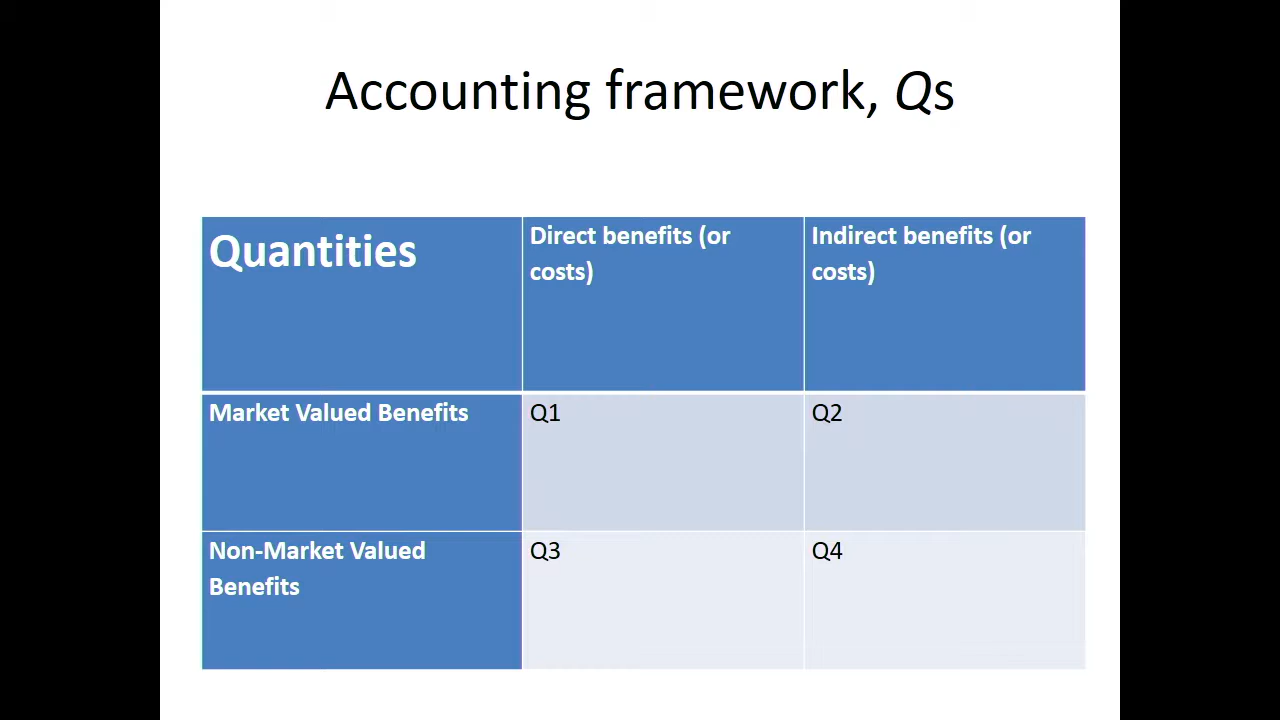 Accounting framework, Qs
Quantities
Direct benefits (or
costs)
Indirect benefits (or
costs)
Market Valued Benefits
Q1
Q2
Non-Market Valued
Benefits
Q3
Q4